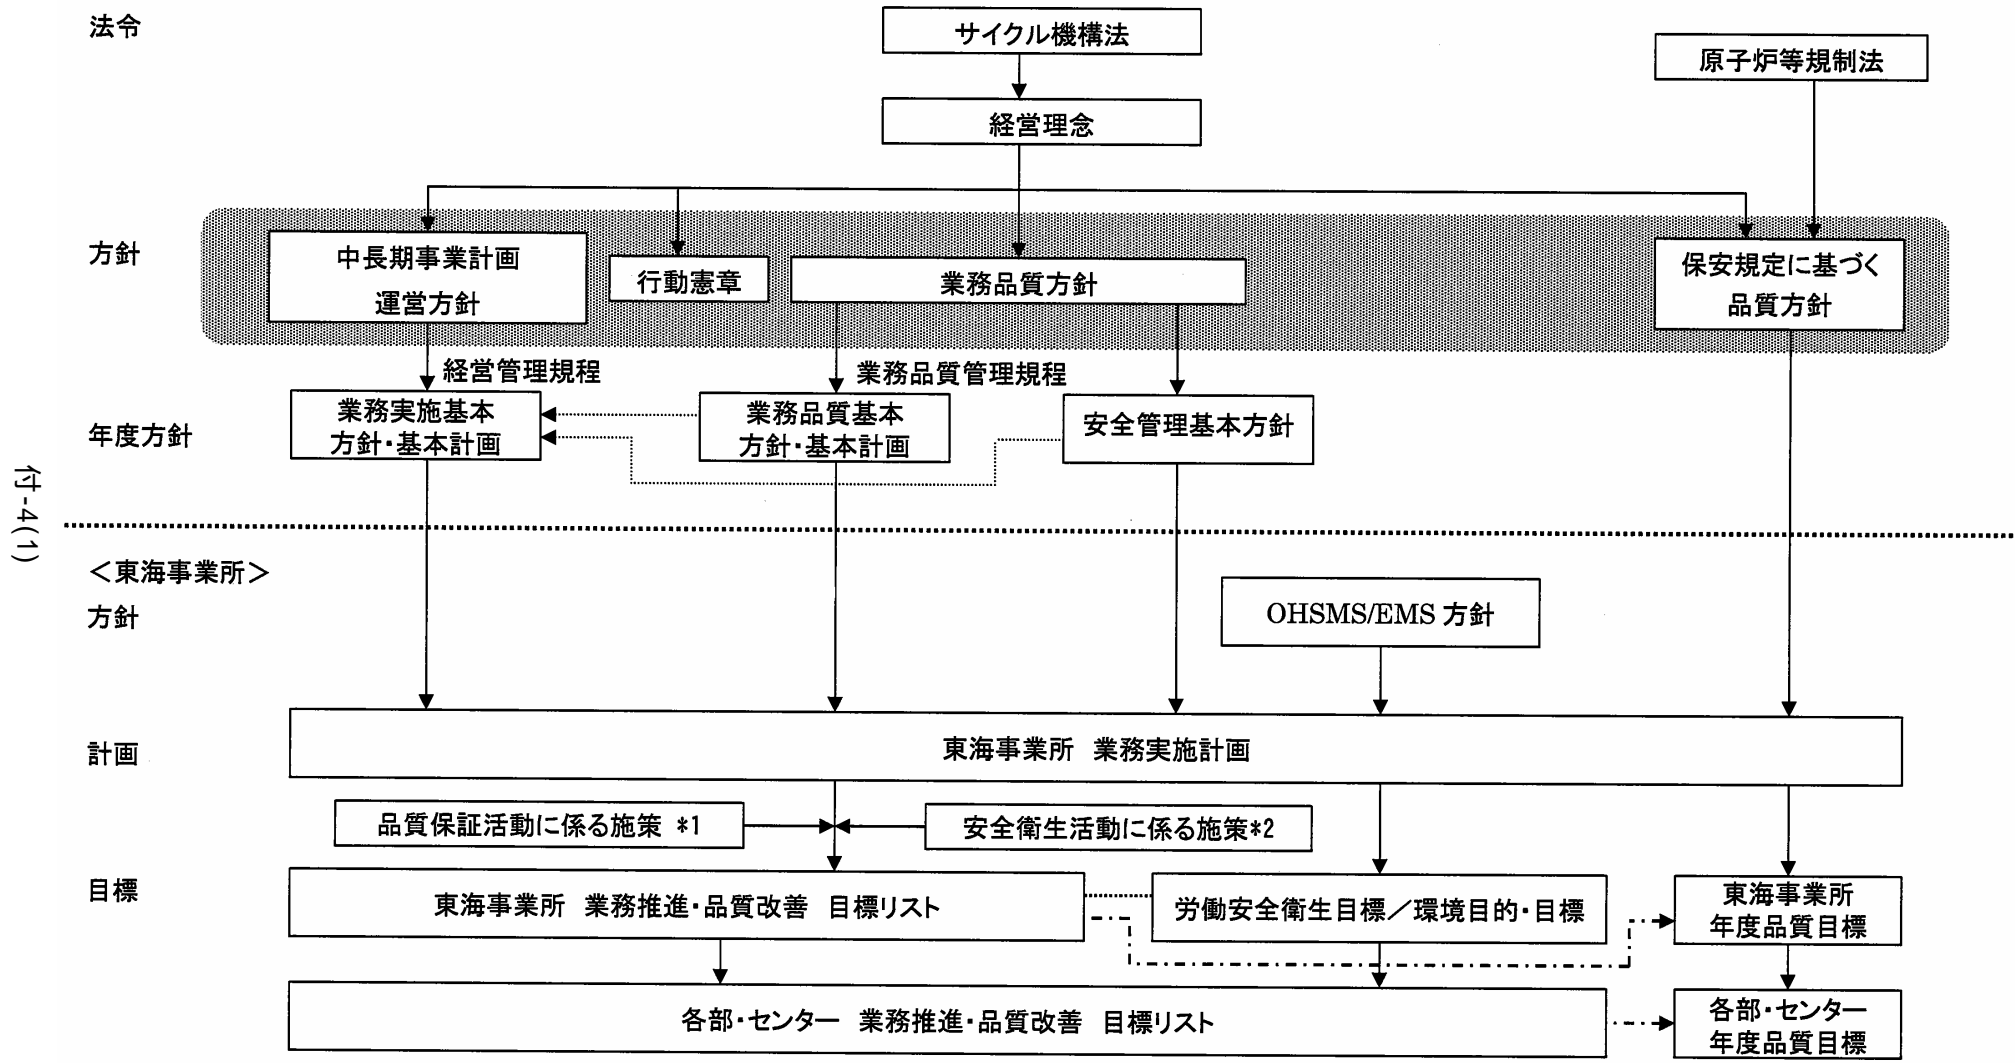 法令
サイクル機構法
原子炉等規制法
経営理念
方針
中長期事業計画
運営方針
行動憲章
業務品質方針
保安規定に基づく
品質方針
経営管理規程
業務品質管理規程
年度方針
業務実施基本
方針・基本計画
業務品質基本
方針・基本計画
安全管理基本方針
付-4(1)
＜東海事業所＞
方針
OHSMS/EMS 方針
計画
東海事業所 業務実施計画
品質保証活動に係る施策 *1
安全衛生活動に係る施策*2
目標
東海事業所 業務推進・品質改善 目標リスト
労働安全衛生目標／環境目的・目標
東海事業所
年度品質目標
各部・センター 業務推進・品質改善 目標リスト
各部・センター
年度品質目標